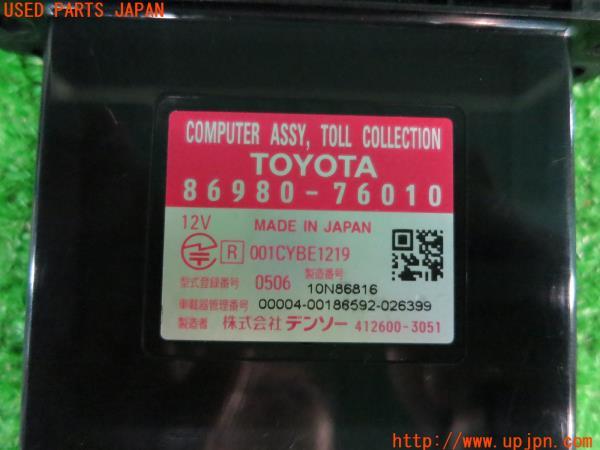 USED PARTS JAPAN
COMPUTER ASSY, TOLL COLLECTION
TOYOTA
86980-76010
12V MADE IN JAPAN
R 001CYBE1219
型式登録番号 0506 製造番号 10N86816
車載器管理番号 00004-00186592-026399
製造者 株式会社 デンソー 412600-3051
http://www.upjpn.com/